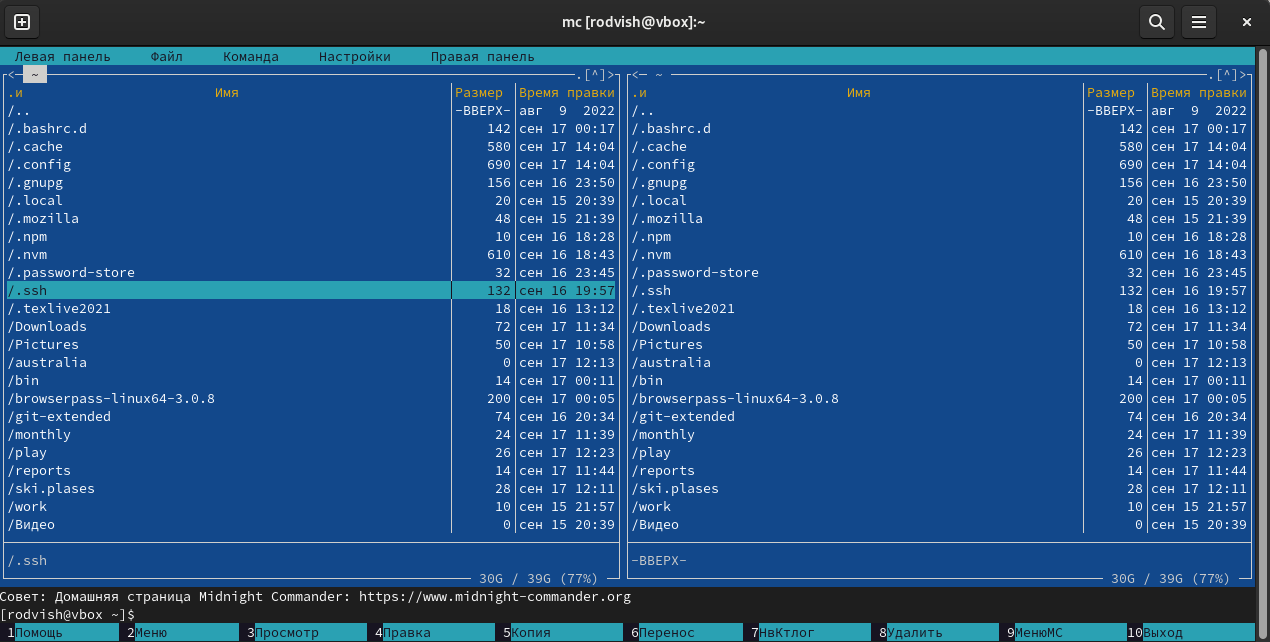 mc [rodvish@vbox]:~
Левая панель Файл Команда Настройки Правая панель
<─ ~ ─.[^]>┐ <─ ~ ─.[^]>┐
.и Имя Размер Время правки .и Имя Размер Время правки
/.. -ВВЕРХ- авг 9 2022 /.. -ВВЕРХ- авг 9 2022
/.bashrc.d 142 сен 17 00:17 /.bashrc.d 142 сен 17 00:17
/.cache 580 сен 17 14:04 /.cache 580 сен 17 14:04
/.config 690 сен 17 14:04 /.config 690 сен 17 14:04
/.gnupg 156 сен 16 23:50 /.gnupg 156 сен 16 23:50
/.local 20 сен 15 20:39 /.local 20 сен 15 20:39
/.mozilla 48 сен 15 21:39 /.mozilla 48 сен 15 21:39
/.npm 10 сен 16 18:28 /.npm 10 сен 16 18:28
/.nvm 610 сен 16 18:43 /.nvm 610 сен 16 18:43
/.password-store 32 сен 16 23:45 /.password-store 32 сен 16 23:45
/.ssh 132 сен 16 19:57 /.ssh 132 сен 16 19:57
/.texlive2021 18 сен 16 13:12 /.texlive2021 18 сен 16 13:12
/Downloads 72 сен 17 11:34 /Downloads 72 сен 17 11:34
/Pictures 50 сен 17 10:58 /Pictures 50 сен 17 10:58
/australia 0 сен 17 12:13 /australia 0 сен 17 12:13
/bin 14 сен 17 00:11 /bin 14 сен 17 00:11
/browserpass-linux64-3.0.8 200 сен 17 00:05 /browserpass-linux64-3.0.8 200 сен 17 00:05
/git-extended 74 сен 16 20:34 /git-extended 74 сен 16 20:34
/monthly 24 сен 17 11:39 /monthly 24 сен 17 11:39
/play 26 сен 17 12:23 /play 26 сен 17 12:23
/reports 14 сен 17 11:44 /reports 14 сен 17 11:44
/ski.plases 28 сен 17 12:11 /ski.plases 28 сен 17 12:11
/work 10 сен 15 21:57 /work 10 сен 15 21:57
/Видео 0 сен 15 20:39 /Видео 0 сен 15 20:39
/.ssh -ВВЕРХ-
30G / 39G (77%) 30G / 39G (77%)
Совет: Домашняя страница Midnight Commander: https://www.midnight-commander.org
[rodvish@vbox ~]$
1Помощь 2Меню 3Просмотр 4Правка 5Копия 6Перенос 7НвКтлог 8Удалить 9МенюМС 10Выход